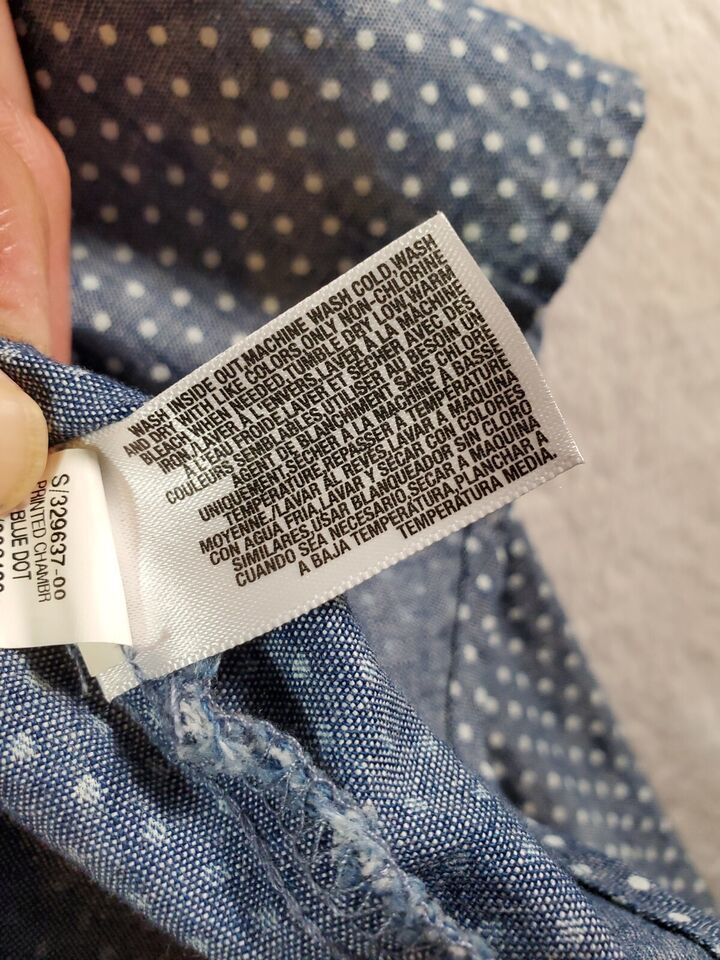 WASH INSIDE OUT,MACHINE WASH COLD,WASH
AND DRY WITH LIKE COLORS,ONLY NON-CHLORINE
BLEACH WHEN NEEDED,TUMBLE DRY LOW,WARM
IRON/LAVER A L'ENVERS,LAVER A LA MACHINE
A L'EAU FROIDE,LAVER ET SECHER AVEC DES
COULEURS SEMBLABLES,UTILISER AU BESOIN UN
AGENT DE BLANCHIMENT SANS CHLORE
UNIQUEMENT,SECHER A LA MACHINE A BASSE
TEMPERATURE,REPASSER A TEMPERATURE
MOYENNE/LAVAR AL REVES,LAVAR A MAQUINA
CON AGUA FRIA,LAVAR Y SECAR CON COLORES
SIMILARES,USAR BLANQUEADOR SIN CLORO
CUANDO SEA NECESARIO,SECAR A MAQUINA
A BAJA TEMPERATURA,PLANCHAR A
TEMPERATURA MEDIA.
S/329637-00
PRINTED CHAMBR
BLUE DOT